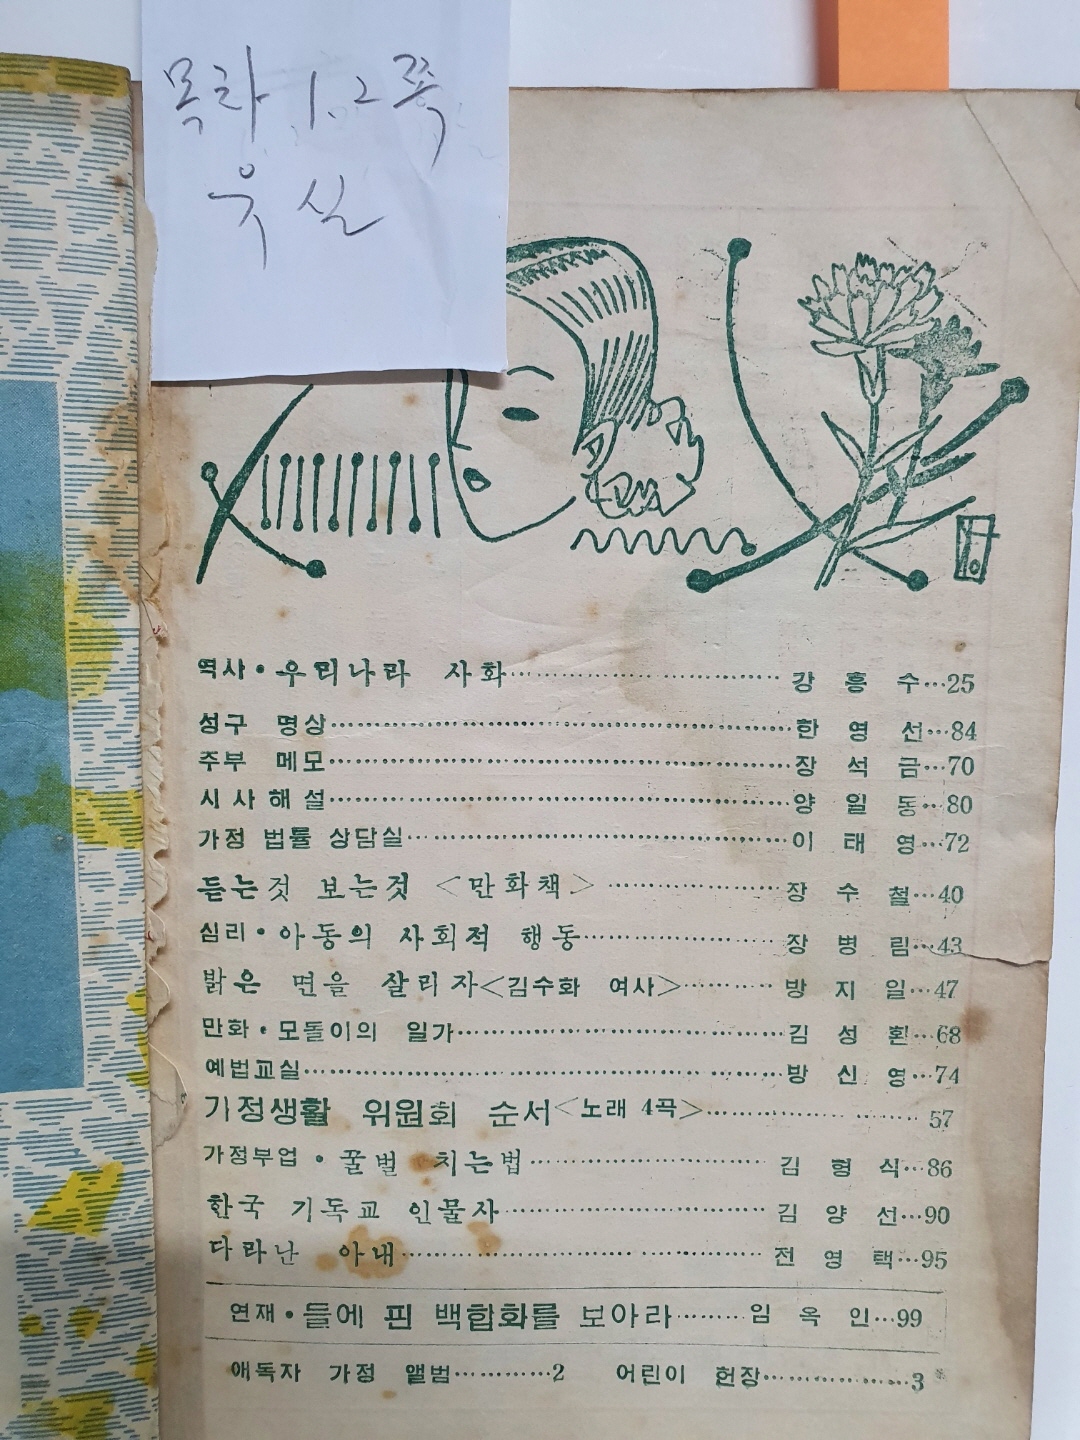 목차 1.2쪽
유실
역사·우리나라 사화 강흥수 25
성구 명상 한영선 84
주부 메모 장석금 70
시사해설 양일동 80
가정 법률 상담실 이태영 72
듣는것 보는것 <만화책> 장수철 40
심리·아동의 사회적 행동 장병림 43
밝은 면을 살리자<김수화 여사> 방지일 47
만화·모돌이의 일가 김성환 68
예법교실 방신영 74
가정생활 위원회 순서<노래 4곡> 57
가정부업·꿀벌 치는법 김형식 86
한국 기독교 인물사 김양선 90
다라난 아내 전영택 95
연재·들에 핀 백합화를 보아라 임옥인 99
애독자 가정 앨범 2 어린이 헌장 3